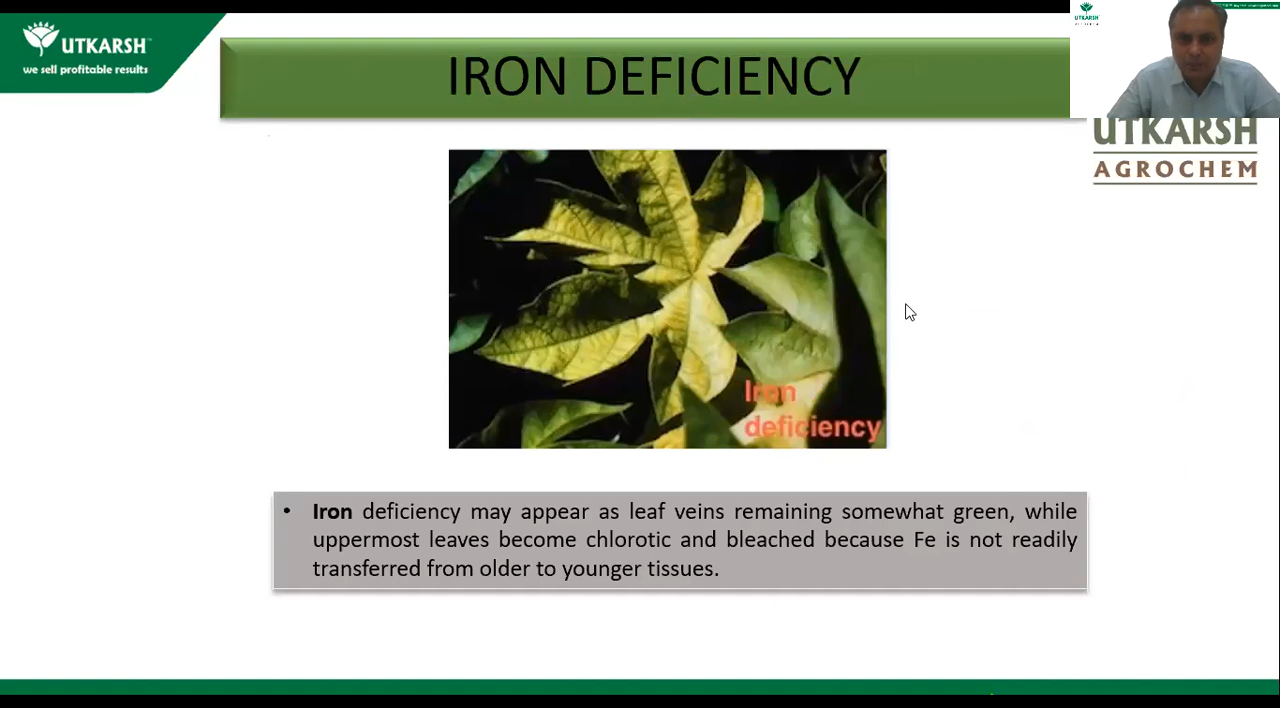 UTKARSH™
we sell profitable results
IRON DEFICIENCY
UTKARSH
UTKARSH
AGROCHEM
Iron
deficiency
• Iron deficiency may appear as leaf veins remaining somewhat green, while
uppermost leaves become chlorotic and bleached because Fe is not readily
transferred from older to younger tissues.